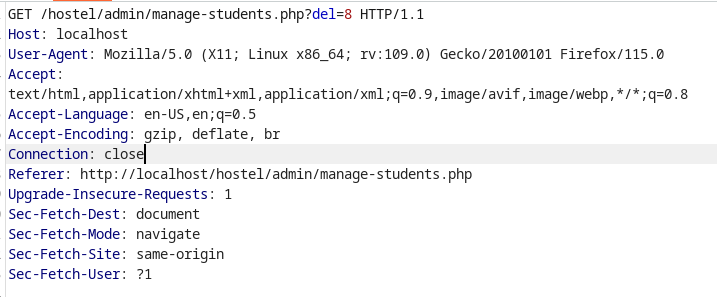 GET /hostel/admin/manage-students.php?del=8 HTTP/1.1
Host: localhost
User-Agent: Mozilla/5.0 (X11; Linux x86_64; rv:109.0) Gecko/20100101 Firefox/115.0
Accept:
text/html,application/xhtml+xml,application/xml;q=0.9,image/avif,image/webp,*/*;q=0.8
Accept-Language: en-US,en;q=0.5
Accept-Encoding: gzip, deflate, br
Connection: close
Referer: http://localhost/hostel/admin/manage-students.php
Upgrade-Insecure-Requests: 1
Sec-Fetch-Dest: document
Sec-Fetch-Mode: navigate
Sec-Fetch-Site: same-origin
Sec-Fetch-User: ?1